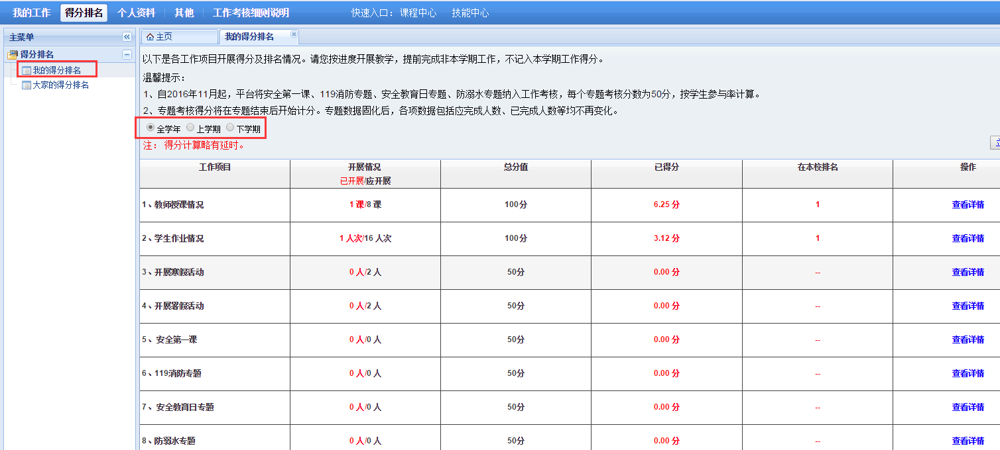 我的工作 得分排名 个人资料 其他 工作考核细则说明 快速入口: 课程中心 技能中心
主菜单
得分排名
我的得分排名
大家的得分排名
主页 我的得分排名
以下是各工作项目开展得分及排名情况。请您按进度开展教学，提前完成非本学期工作，不记入本学期工作得分。
温馨提示：
1、自2016年11月起，平台将安全第一课、119消防专题、安全教育日专题、防溺水专题纳入工作考核，每个专题考核分数为50分，按学生参与率计算。
2、专题考核得分将在专题结束后开始计分。专题数据固化后，各项数据包括应完成人数、已完成人数等均不再变化。
全学年 上学期 下学期
注： 得分计算略有延时。
工作项目 开展情况 总分值 已得分 在本校排名 操作
已开展/应开展
1、教师授课情况 1 课/8 课 100分 6.25 分 1 查看详情
2、学生作业情况 1 人次/16 人次 100分 3.12 分 1 查看详情
3、开展寒假活动 0 人/2 人 50分 0.00 分 -- 查看详情
4、开展署假活动 0 人/2 人 50分 0.00 分 -- 查看详情
5、安全第一课 0 人/0 人 50分 0.00 分 -- 查看详情
6、119消防专题 0 人/0 人 50分 0.00 分 -- 查看详情
7、安全教育日专题 0 人/0 人 50分 0.00 分 -- 查看详情
8、防弱水专题 0 人/0 人 50分 0.00 分 -- 查看详情